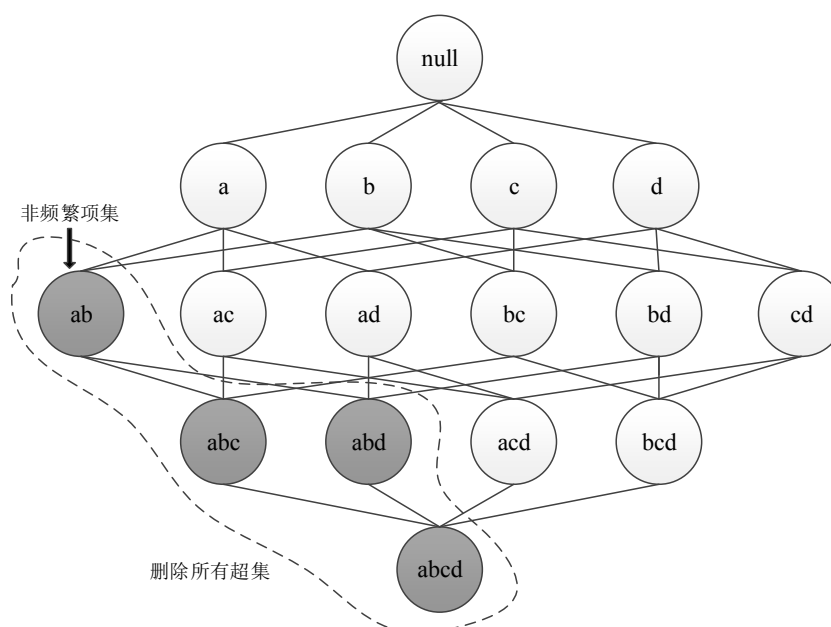 null
a b c d
非频繁项集
ab ac ad bc bd cd
abc abd acd bcd
删除所有超集
abcd